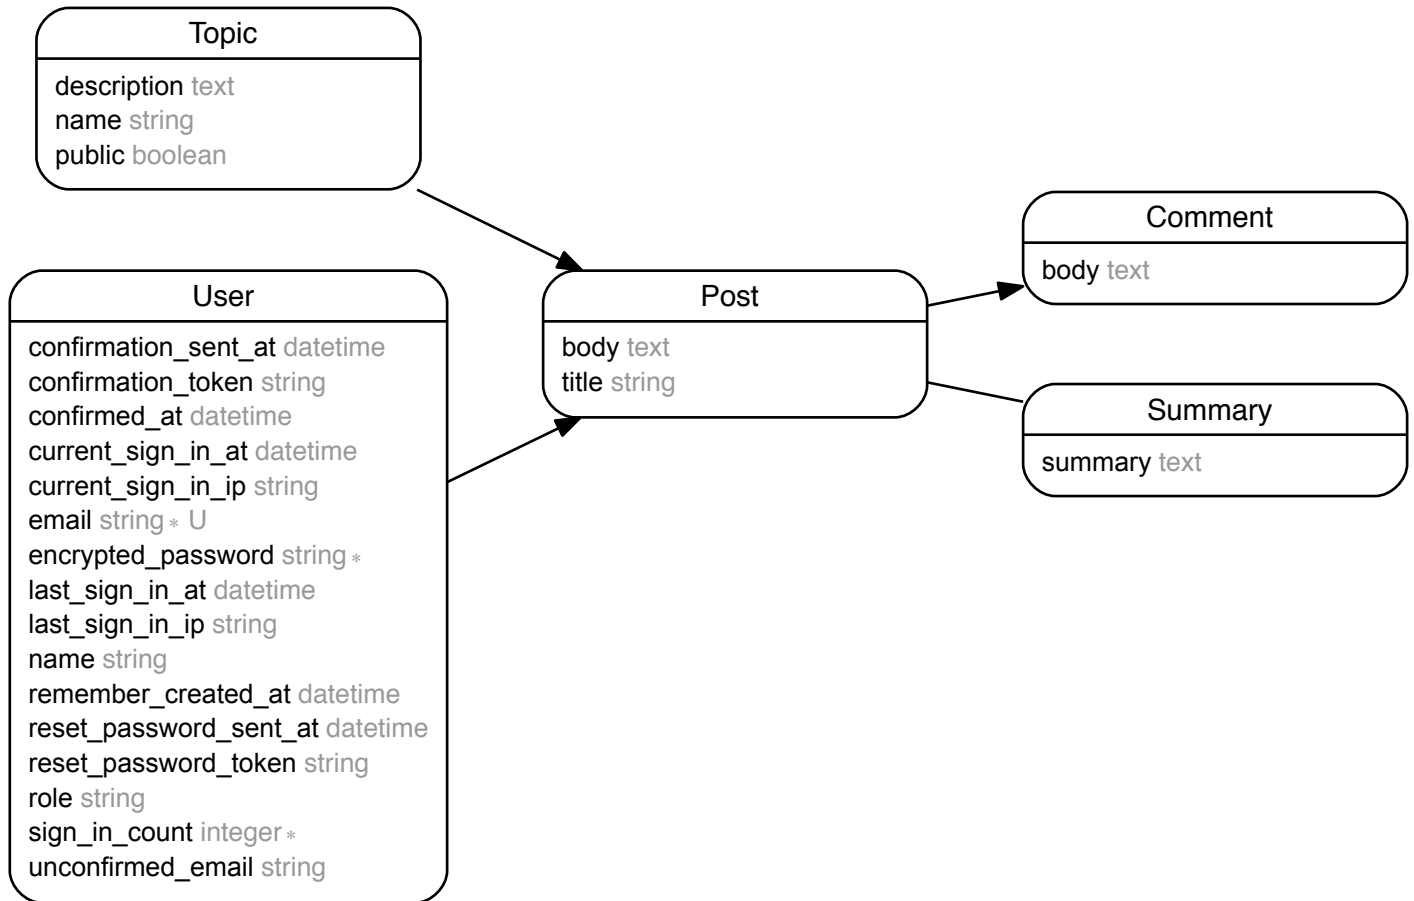 Topic
description text
name string
public boolean
User
confirmation_sent_at datetime
confirmation_token string
confirmed_at datetime
current_sign_in_at datetime
current_sign_in_ip string
email string ∗ U
encrypted_password string ∗
last_sign_in_at datetime
last_sign_in_ip string
name string
remember_created_at datetime
reset_password_sent_at datetime
reset_password_token string
role string
sign_in_count integer ∗
unconfirmed_email string
Post
body text
title string
Comment
body text
Summary
summary text